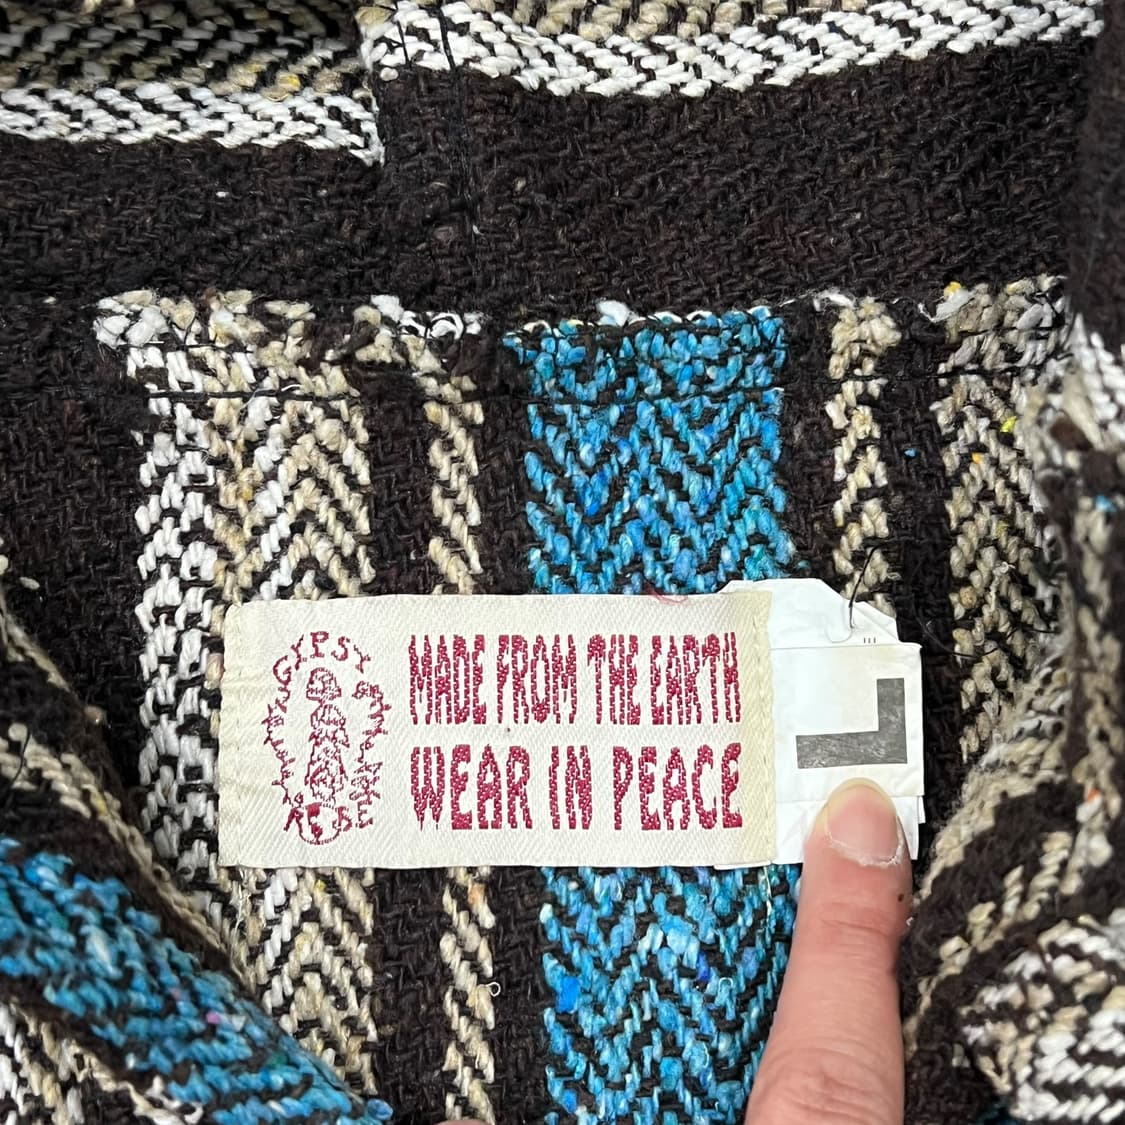 GYPSY
MADE FROM THE EARTH
WEAR IN PEACE
L